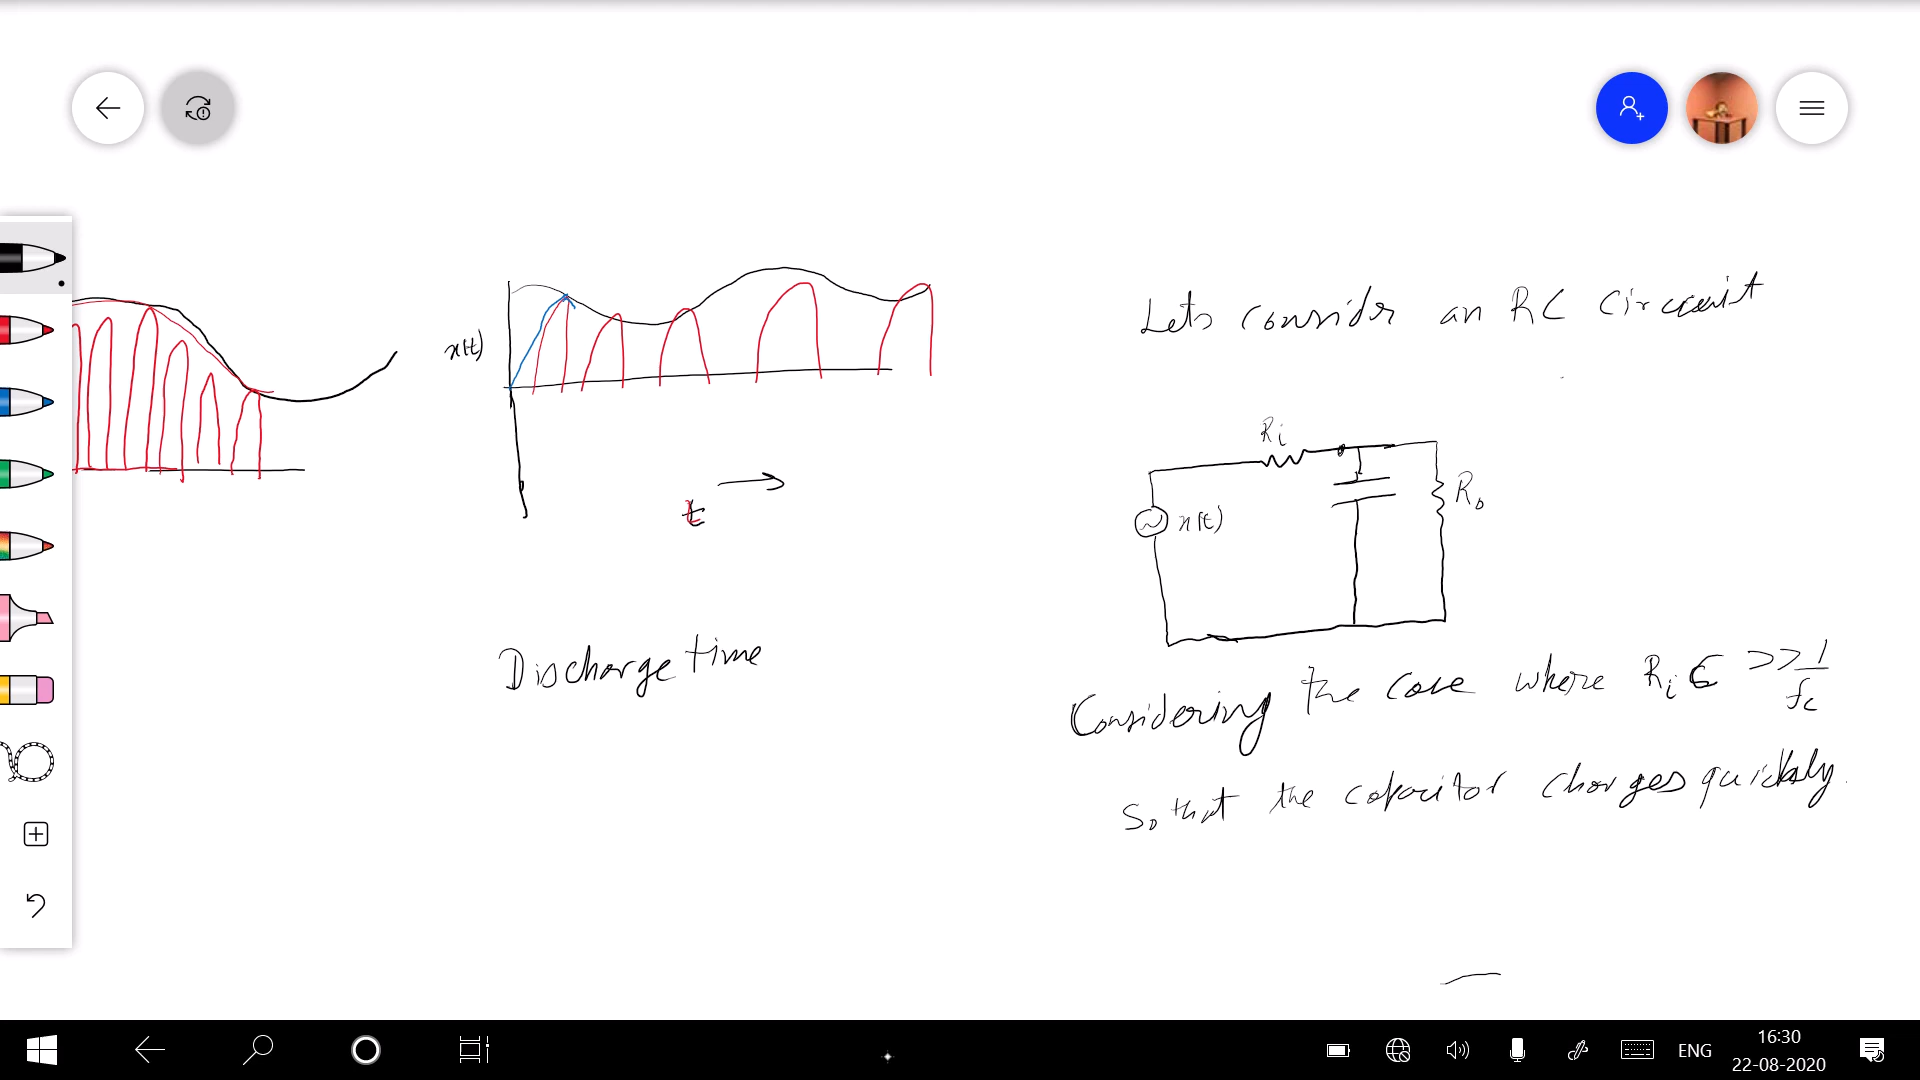 Lets consider an RC circuit
x(t)
Ri
Ro
x(t)
t
Discharge time
Considering the case where RiC >> 1/fc
So that the capacitor charges quickly.
ENG
16:30
22-08-2020